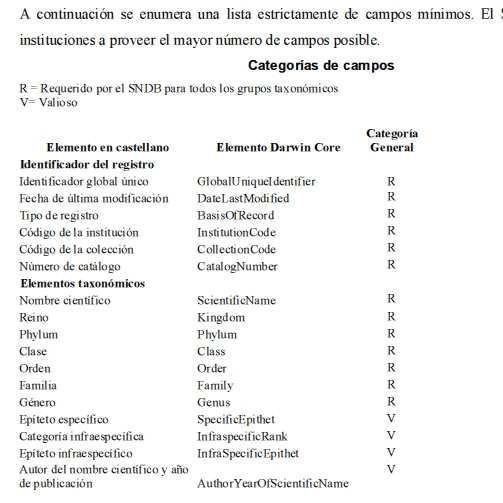 A continuación se enumera una lista estrictamente de campos mínimos. El S
instituciones a proveer el mayor número de campos posible.
Categorías de campos
R = Requerido por el SNDB para todos los grupos taxonómicos
V= Valioso
Categoría
Elemento en castellano Elemento Darwin Core General
Identificador del registro
Identificador global único GlobalUniqueIdentifier R
Fecha de última modificación DateLastModified R
Tipo de registro BasisOfRecord R
Código de la institución InstitutionCode R
Código de la colección CollectionCode R
Número de catálogo CatalogNumber R
Elementos taxonómicos
Nombre científico ScientificName R
Reino Kingdom R
Phylum Phylum R
Clase Class R
Orden Order R
Familia Family R
Género Genus R
Epíteto específico SpecificEpithet V
Categoría infraespecífica InfraspecificRank V
Epíteto infraespecífico InfraSpecificEpithet V
Autor del nombre científico y año V
de publicación AuthorYearOfScientificName